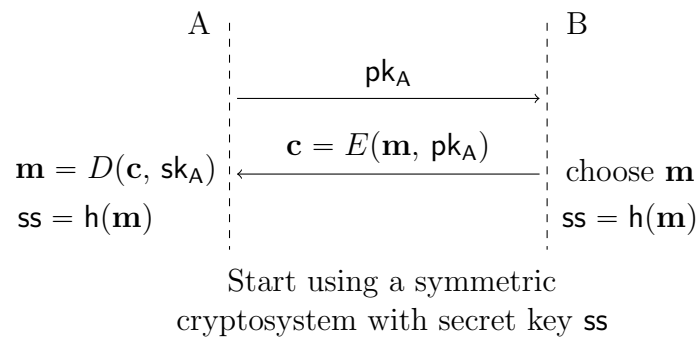 A B
pk_A
c = E(m, pk_A)
m = D(c, sk_A) choose m
ss = h(m) ss = h(m)
Start using a symmetric
cryptosystem with secret key ss